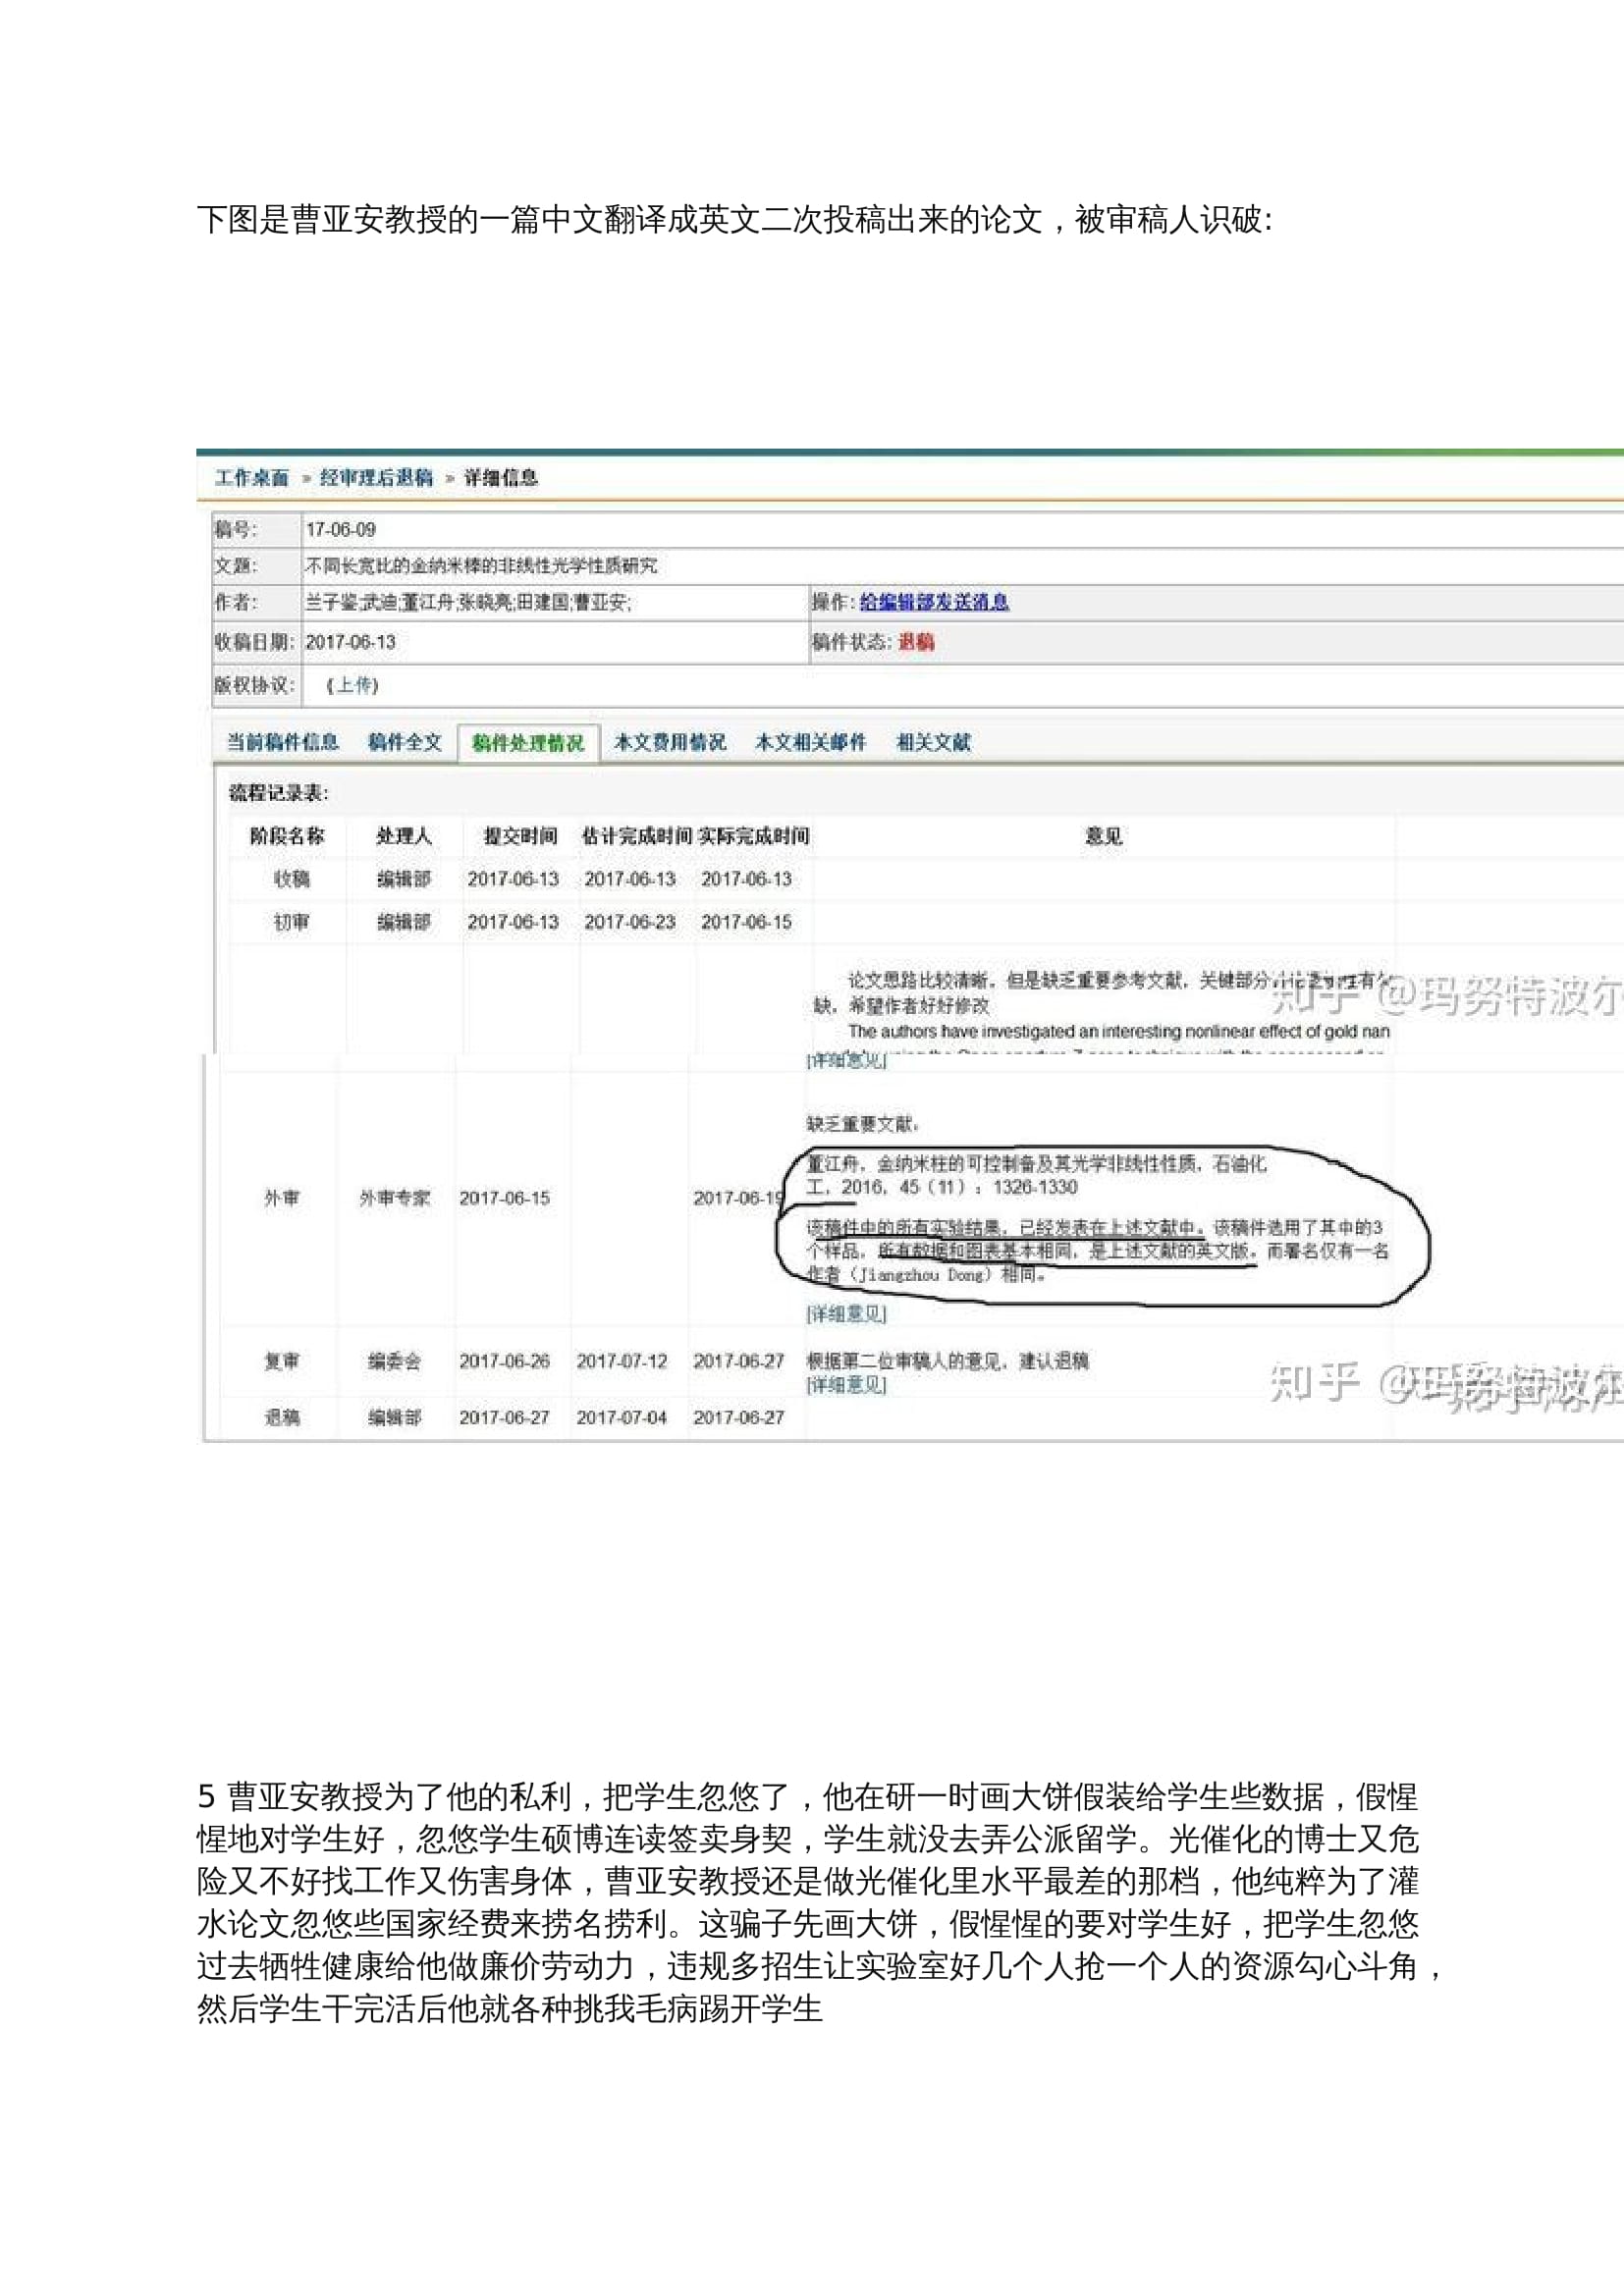 下图是曹亚安教授的一篇中文翻译成英文二次投稿出来的论文，被审稿人识破:
工作桌面 » 经审理后退稿 » 详细信息
稿号: 17-06-09
文题: 不同长宽比的金纳米棒的非线性光学性质研究
作者: 兰子鉴;武迪;董江舟;张晓亮;田建国;曹亚安; 操作: 给编辑部发送消息
收稿日期: 2017-06-13 稿件状态: 退稿
版权协议: (上传)
当前稿件信息 稿件全文 稿件处理情况 本文费用情况 本文相关邮件 相关文献
流程记录表:
阶段名称 处理人 提交时间 估计完成时间 实际完成时间 意见
收稿 编辑部 2017-06-13 2017-06-13 2017-06-13
初审 编辑部 2017-06-13 2017-06-23 2017-06-15
论文思路比较清晰，但是缺乏重要参考文献，关键部分
缺，希望作者好好修改
知乎 @玛努特波尔
The authors have investigated an interesting nonlinear effect of gold nan
[详细意见]
缺乏重要文献，
董江舟，金纳米柱的可控制备及其光学非线性性质，石油化
工，2016，45（11）：1326-1330
外审 外审专家 2017-06-15 2017-06-19
该稿件中的所有实验结果，已经发表在上述文献中。该稿件选用了其中的3
个样品，所有数据和图表基本相同，是上述文献的英文版。而署名仅有一名
作者（Jiangzhou Dong）相同。
[详细意见]
复审 编委会 2017-06-26 2017-07-12 2017-06-27 根据第二位审稿人的意见，建认退稿
[详细意见]
知乎
退稿 编辑部 2017-06-27 2017-07-04 2017-06-27
5 曹亚安教授为了他的私利，把学生忽悠了，他在研一时画大饼假装给学生些数据，假惺
惺地对学生好，忽悠学生硕博连读签卖身契，学生就没去弄公派留学。光催化的博士又危
险又不好找工作又伤害身体，曹亚安教授还是做光催化里水平最差的那档，他纯粹为了灌
水论文忽悠些国家经费来捞名捞利。这骗子先画大饼，假惺惺的要对学生好，把学生忽悠
过去牺牲健康给他做廉价劳动力，违规多招生让实验室好几个人抢一个人的资源勾心斗角，
然后学生干完活后他就各种挑我毛病踢开学生